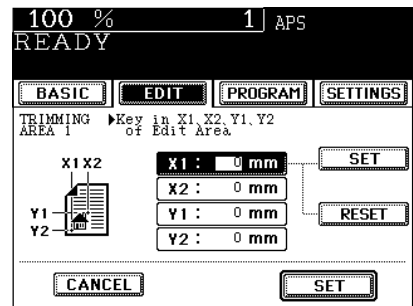 100 % 1 APS
READY
BASIC EDIT PROGRAM SETTINGS
TRIMMING ▶Key in X1、X2、Y1、Y2
AREA 1 of Edit Area
X1 X2
Y1
Y2
X1 : 0 mm
X2 : 0 mm
Y1 : 0 mm
Y2 : 0 mm
SET
RESET
CANCEL SET